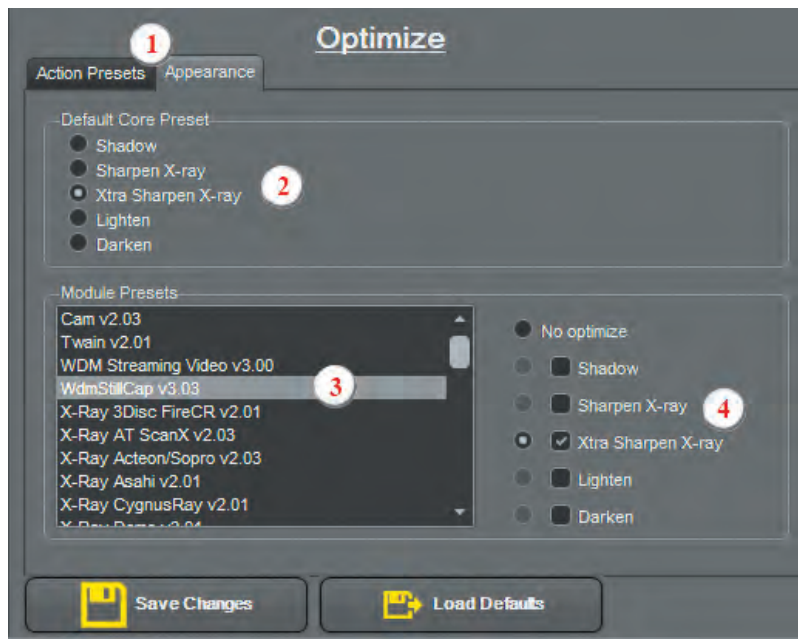 Optimize
1
Action Presets
Appearance
Default Core Preset
Shadow
Sharpen X-ray
Xtra Sharpen X-ray
2
Lighten
Darken
Module Presets
Cam v2.03
Twain v2.01
WDM Streaming Video v3.00
WdmStillCap v3.03
3
X-Ray 3Disc FireCR v2.01
X-Ray AT ScanX v2.03
X-Ray Acteon/Sopro v2.03
X-Ray Asahi v2.01
X-Ray CygnusRay v2.01
No optimize
Shadow
Sharpen X-ray
4
Xtra Sharpen X-ray
Lighten
Darken
Save Changes
Load Defaults